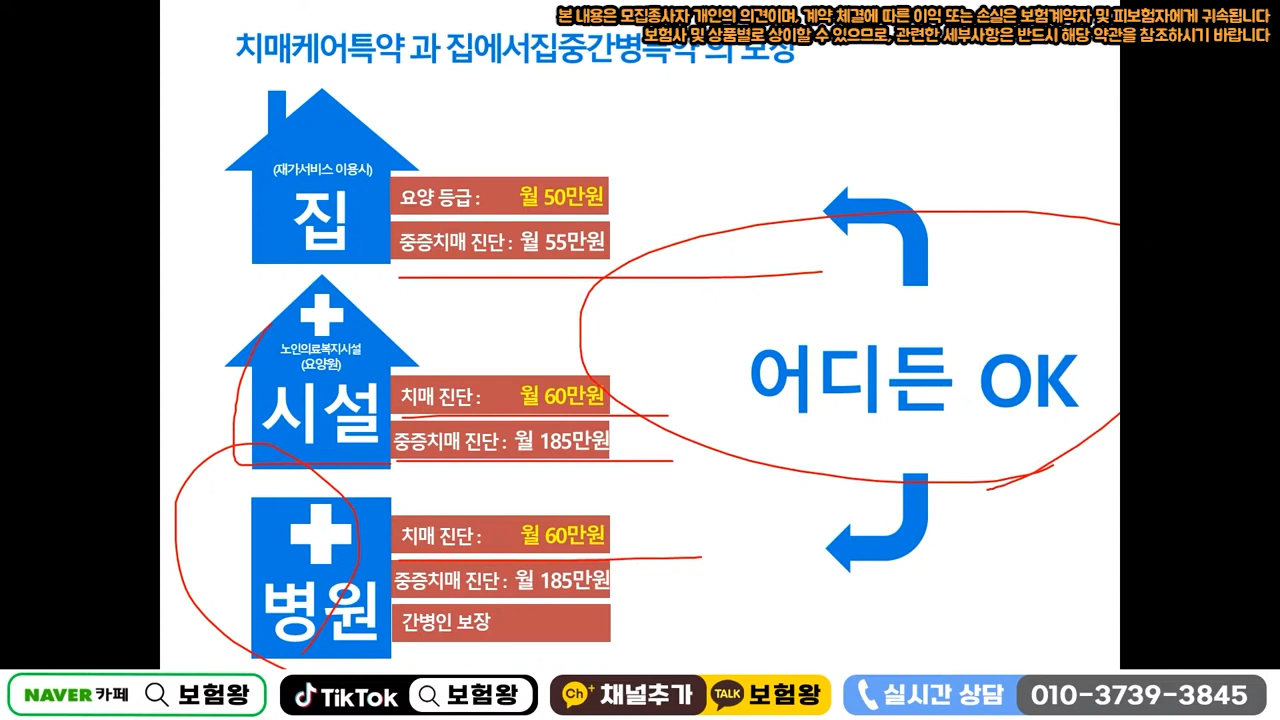 본 내용은 모집종사자 개인의 의견이며, 계약 체결에 따른 이익 또는 손실은 보험계약자 및 피보험자에게 귀속됩니다
보험사 및 상품별로 상이할 수 있으므로, 관련한 세부사항은 반드시 해당 약관을 참조하시기 바랍니다
치매케어특약 과 집에서집중간병특약 의 보장
(재가서비스 이용시)
집
요양 등급 : 월 50만원
중증치매 진단 : 월 55만원
노인의료복지시설
(요양원)
시설
치매 진단 : 월 60만원
중증치매 진단 : 월 185만원
어디든 OK
병원
치매 진단 : 월 60만원
중증치매 진단 : 월 185만원
간병인 보장
NAVER 카페 보험왕
TikTok 보험왕
Ch+ 채널추가 TALK 보험왕
실시간 상담 010-3739-3845